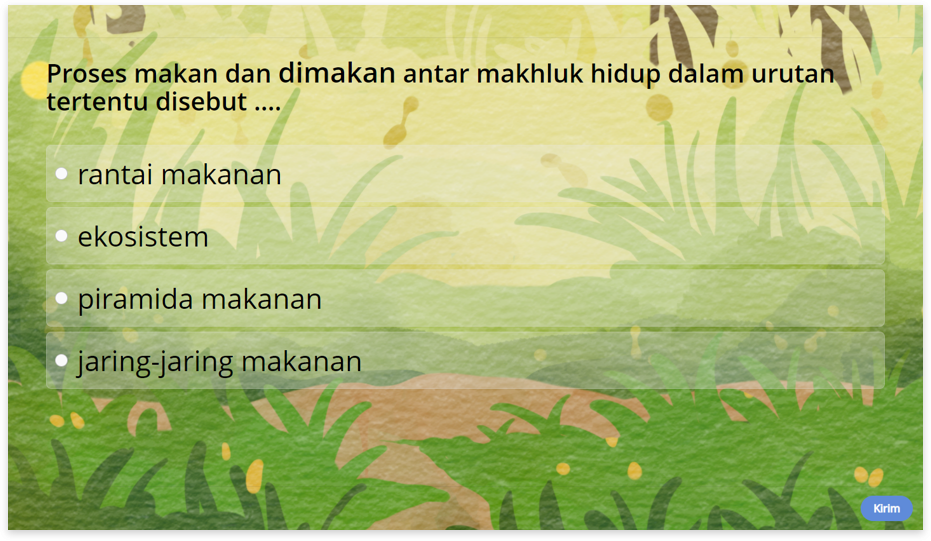 Proses makan dan dimakan antar makhluk hidup dalam urutan
tertentu disebut ....
rantai makanan
ekosistem
piramida makanan
jaring-jaring makanan
Kirim